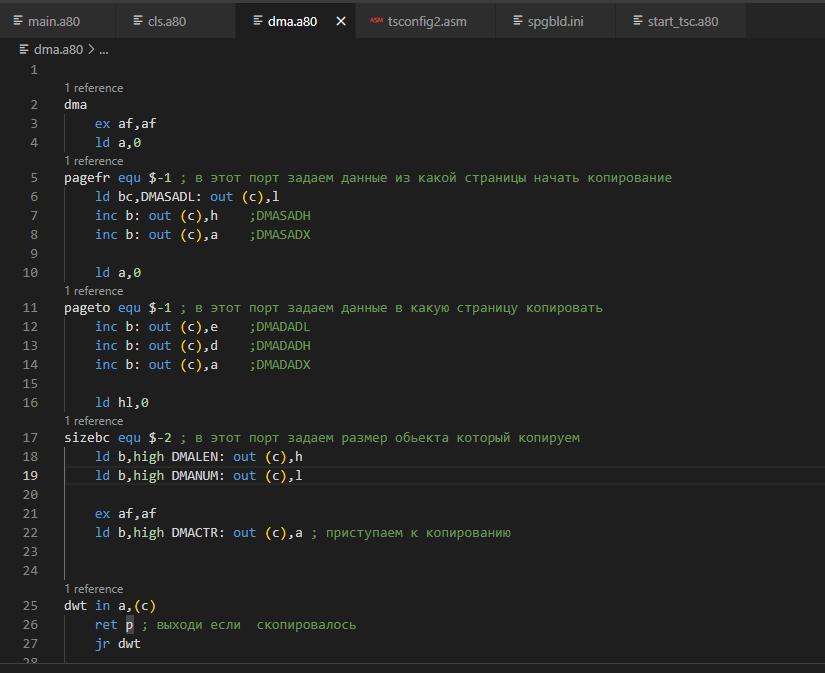 main.a80 cls.a80 dma.a80 × ASM tsconfig2.asm spgbld.ini start_tsc.a80
dma.a80 > ...
1
1 reference
2 dma
3 ex af,af
4 ld a,0
1 reference
5 pagefr equ $-1 ; в этот порт задаем данные из какой страницы начать копирование
6 ld bc,DMASADL: out (c),l
7 inc b: out (c),h ;DMASADH
8 inc b: out (c),a ;DMASADX
9
10 ld a,0
1 reference
11 pageto equ $-1 ; в этот порт задаем данные в какую страницу копировать
12 inc b: out (c),e ;DMADADL
13 inc b: out (c),d ;DMADADH
14 inc b: out (c),a ;DMADADX
15
16 ld hl,0
1 reference
17 sizebc equ $-2 ; в этот порт задаем размер обьекта который копируем
18 ld b,high DMALEN: out (c),h
19 ld b,high DMANUM: out (c),l
20
21 ex af,af
22 ld b,high DMACTR: out (c),a ; приступаем к копированию
23
24
1 reference
25 dwt in a,(c)
26 ret p ; выходи если  скопировалось
27 jr dwt
28